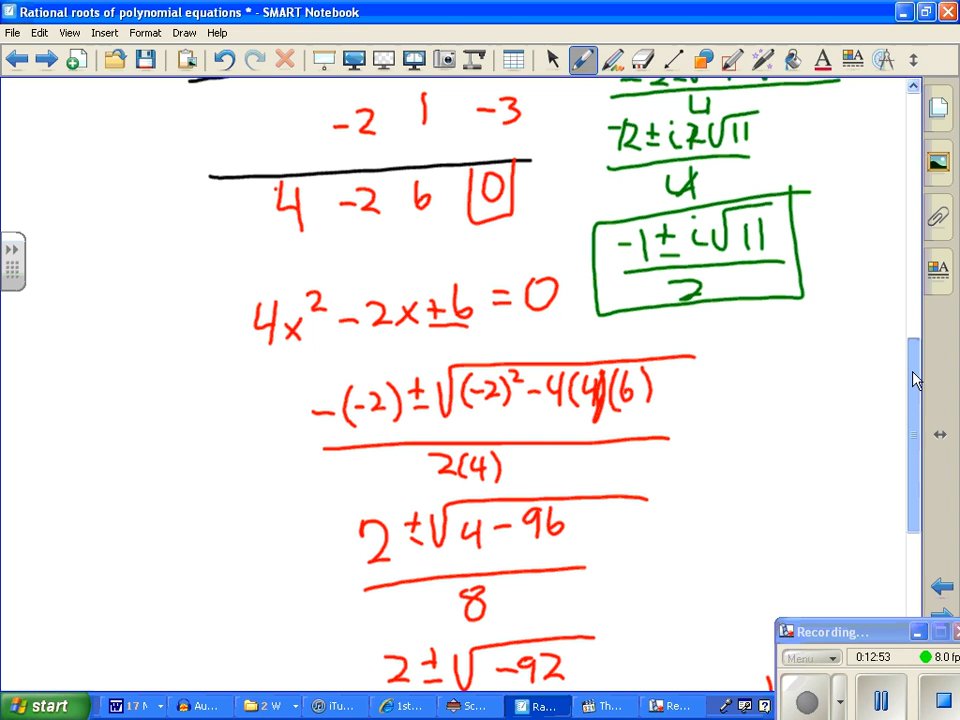 Rational roots of polynomial equations * - SMART Notebook
File Edit View Insert Format Draw Help
-2 1 -3
4 -2 6 0
-2 ± i 2√11
4
-1 ± i√11
2
4x² - 2x + 6 = 0
-(-2) ± √(-2)² - 4(4)(6)
2(4)
2 ± √4 - 96
8
2 ± √-92
Recording...
Menu
0:12:53
8.0 fp
start
17 N
Au...
2 W
iTu...
1st...
Sc...
Ra...
Th...
Re...